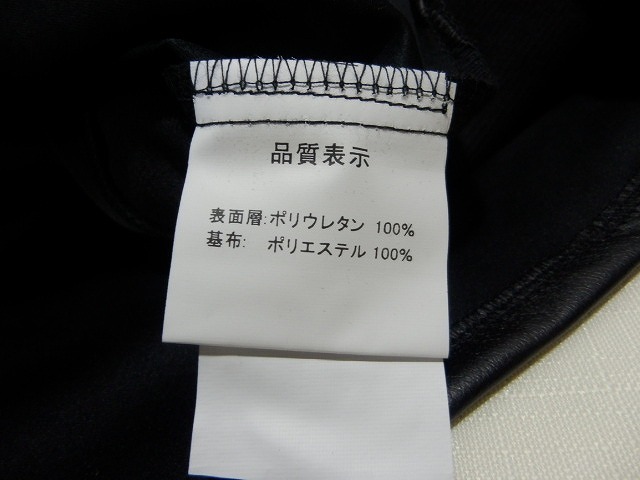 品質表示
表面層:ポリウレタン 100%
基布: ポリエステル 100%